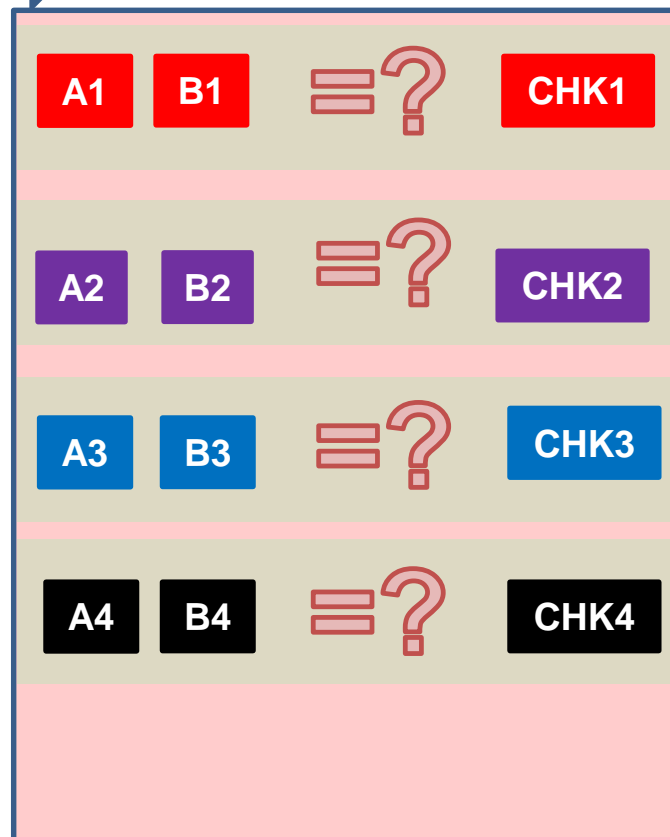 A1 B1 =? CHK1
A2 B2 =? CHK2
A3 B3 =? CHK3
A4 B4 =? CHK4